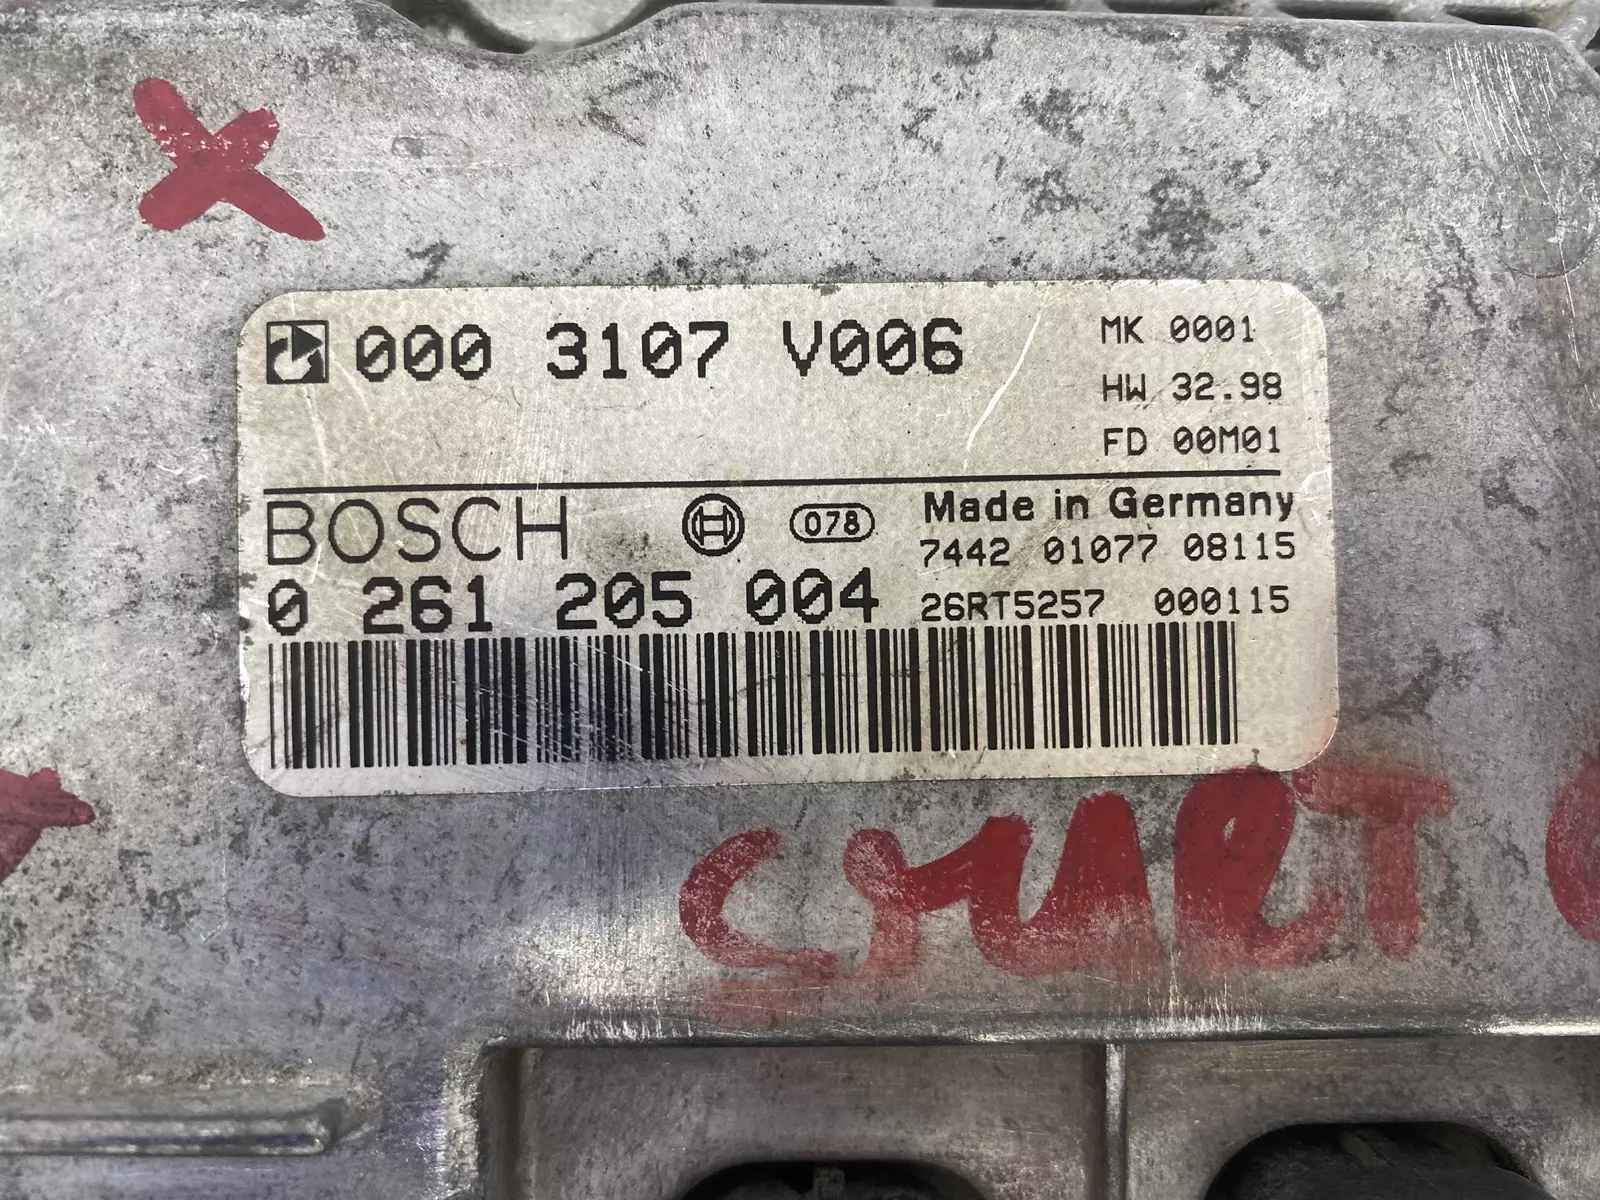 000 3107 V006
MK 0001
HW 32.98
FD 00M01
BOSCH
078
Made in Germany
7442 01077 08115
0 261 205 004
26RT5257 000115
SMART